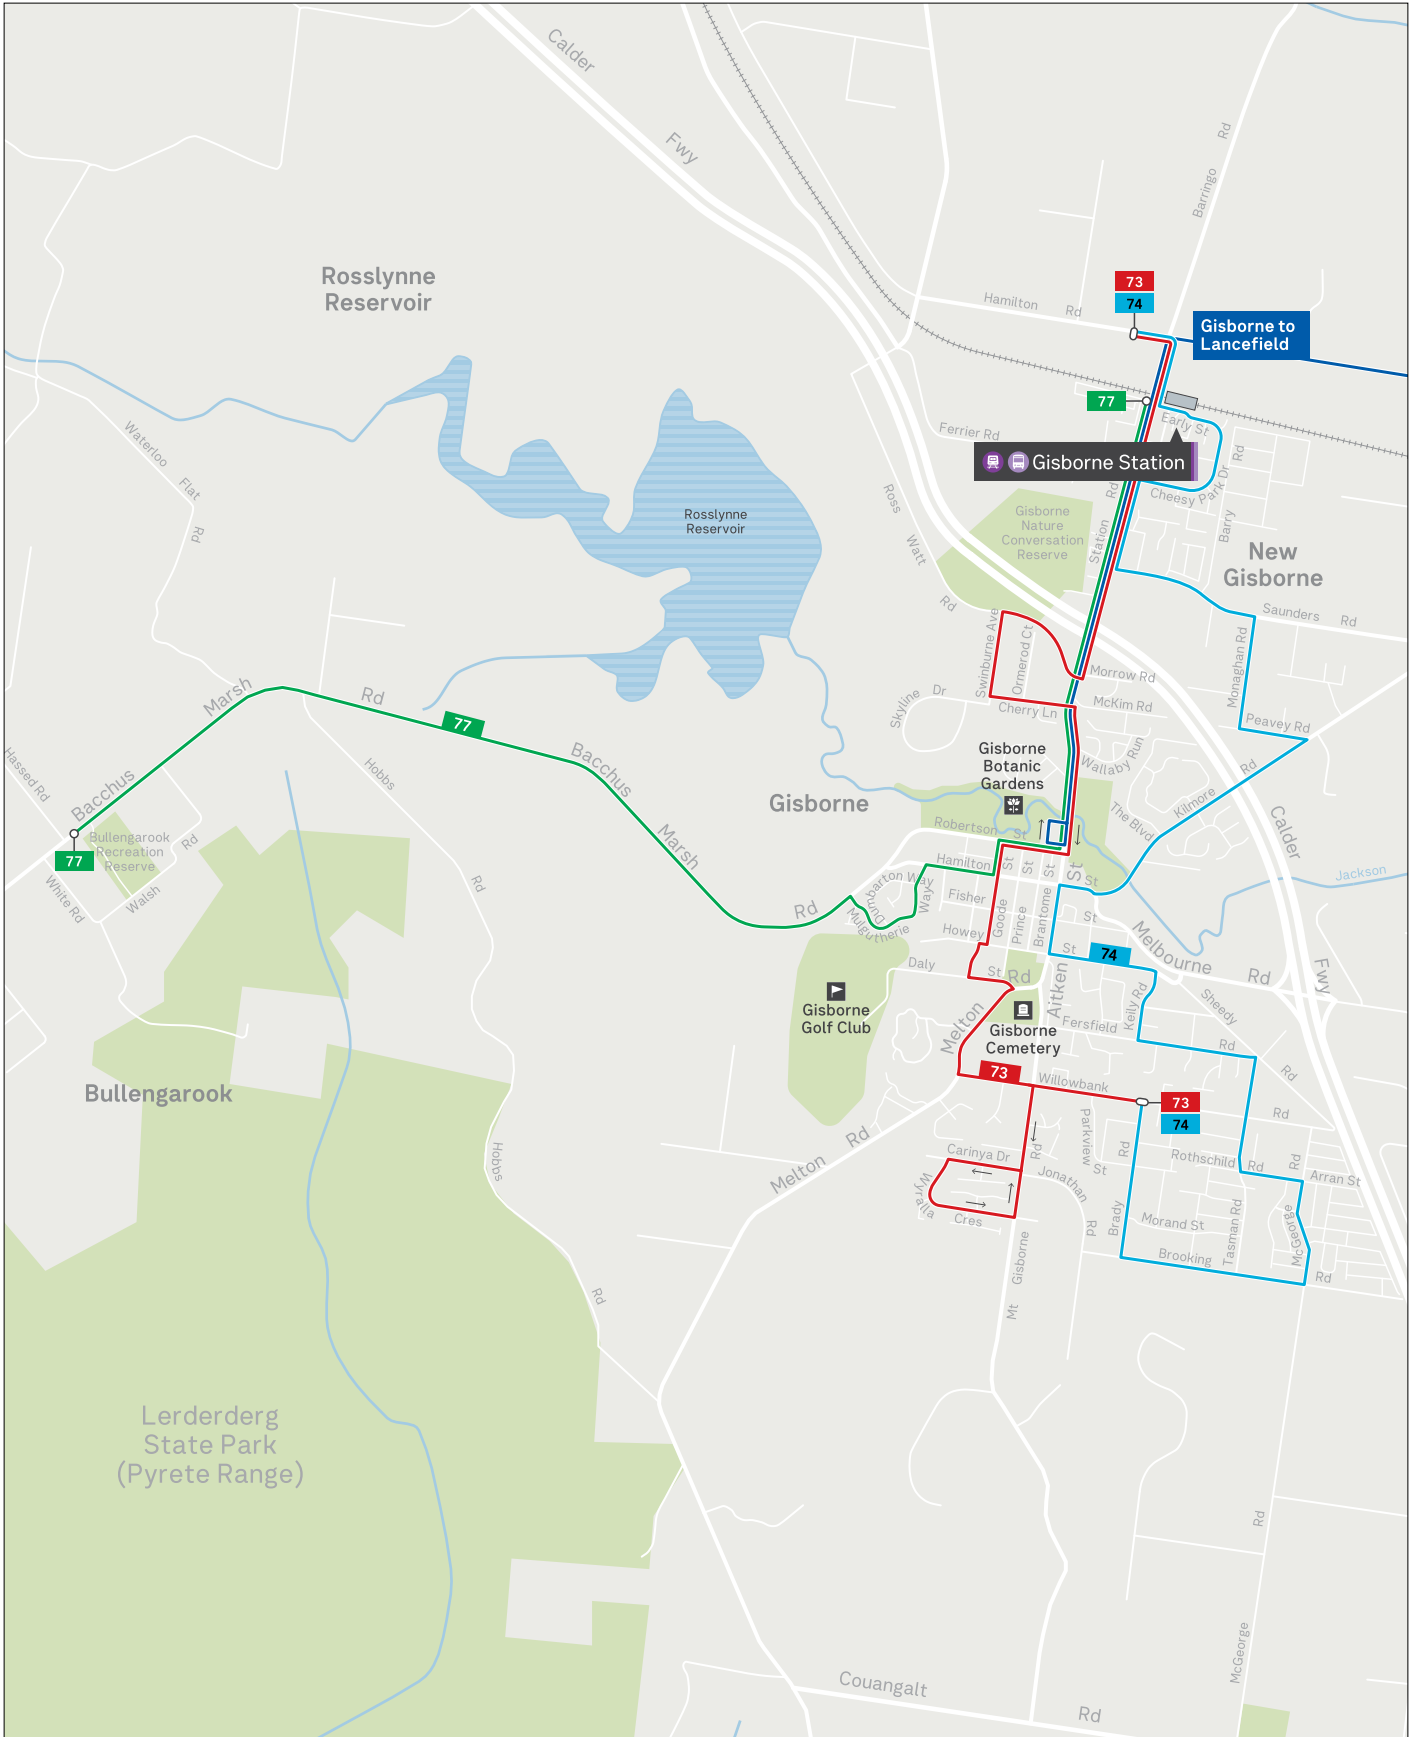 Calder
Fwy
Rd
Barringo
Rosslynne
Reservoir
73
74
Hamilton
Rd
Gisborne to
Lancefield
77
Early St
Ferrier Rd
Gisborne Station
Rd
Cheesy Park Dr
Barry
Rd
Waterloo
Flat
Rd
Ross
Watt
Rd
Rosslynne
Reservoir
Gisborne
Nature
Conversation
Reserve
Station
New
Gisborne
Saunders
Rd
Swinburne Ave
Ormerod Ct
Monaghan Rd
Morrow Rd
McKim Rd
Marsh
Rd
77
Skyline
Dr
Cherry Ln
Peavey Rd
Hassed Rd
Bacchus
Hobbs
Bacchus
Gisborne
Botanic
Gardens
Wallaby Run
Rd
Kilmore
The Blvd
Gisborne
Calder
Robertson
St
Bullengarook
Recreation
Reserve
Rd
77
Marsh
Hamilton
St
St
St
St
St
Jackson
White Rd
Walsh
Rd
Dunbarton Way
Way
Fisher
Goode
Prince
Brantome
St
Rd
Mulgutherie
Howey
St
74
Melbourne
Rd
Fwy
Daly
St
Rd
Aitken
Keily Rd
Sheedy
Gisborne
Golf Club
Melton
Gisborne
Cemetery
Fersfield
Rd
Rd
73
Willowbank
73
74
Rd
Bullengarook
Rd
Melton
Carinya Dr
Rd
Parkview
St
Rd
Rothschild
Rd
Rd
Arran St
Hobbs
Wyralla
Cres
Jonathan
Rd
Brady
Morand St
Tasman Rd
McGeorge
Brooking
Rd
Gisborne
Mt
Rd
Lerderderg
State Park
(Pyrete Range)
Rd
McGeorge
Couangalt
Rd